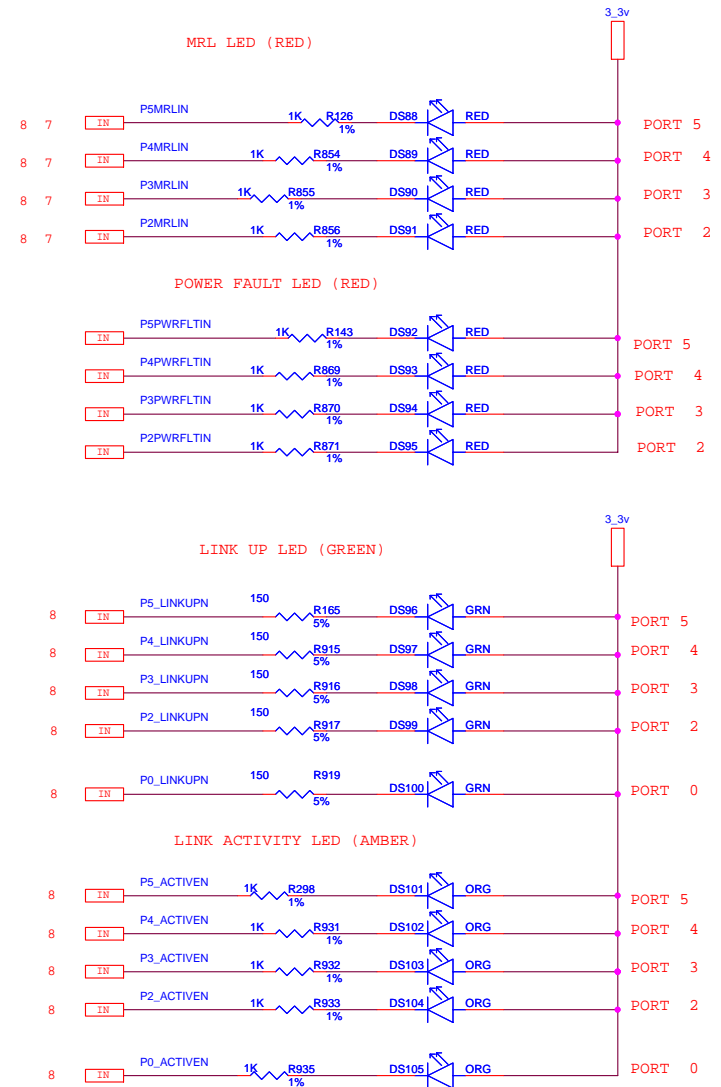 3_3v
MRL LED (RED)
8 7 IN P5MRLIN 1K R126 1% DS88 RED PORT 5
8 7 IN P4MRLIN 1K R854 1% DS89 RED PORT 4
8 7 IN P3MRLIN 1K R855 1% DS90 RED PORT 3
8 7 IN P2MRLIN 1K R856 1% DS91 RED PORT 2
POWER FAULT LED (RED)
IN P5PWRFLTIN 1K R143 1% DS92 RED PORT 5
IN P4PWRFLTIN 1K R869 1% DS93 RED PORT 4
IN P3PWRFLTIN 1K R870 1% DS94 RED PORT 3
IN P2PWRFLTIN 1K R871 1% DS95 RED PORT 2
3_3v
LINK UP LED (GREEN)
8 IN P5_LINKUPN 150 R165 5% DS96 GRN PORT 5
8 IN P4_LINKUPN 150 R915 5% DS97 GRN PORT 4
8 IN P3_LINKUPN 150 R916 5% DS98 GRN PORT 3
8 IN P2_LINKUPN 150 R917 5% DS99 GRN PORT 2
8 IN P0_LINKUPN 150 R919 5% DS100 GRN PORT 0
LINK ACTIVITY LED (AMBER)
8 IN P5_ACTIVEN 1K R298 1% DS101 ORG PORT 5
8 IN P4_ACTIVEN 1K R931 1% DS102 ORG PORT 4
8 IN P3_ACTIVEN 1K R932 1% DS103 ORG PORT 3
8 IN P2_ACTIVEN 1K R933 1% DS104 ORG PORT 2
8 IN P0_ACTIVEN 1K R935 1% DS105 ORG PORT 0